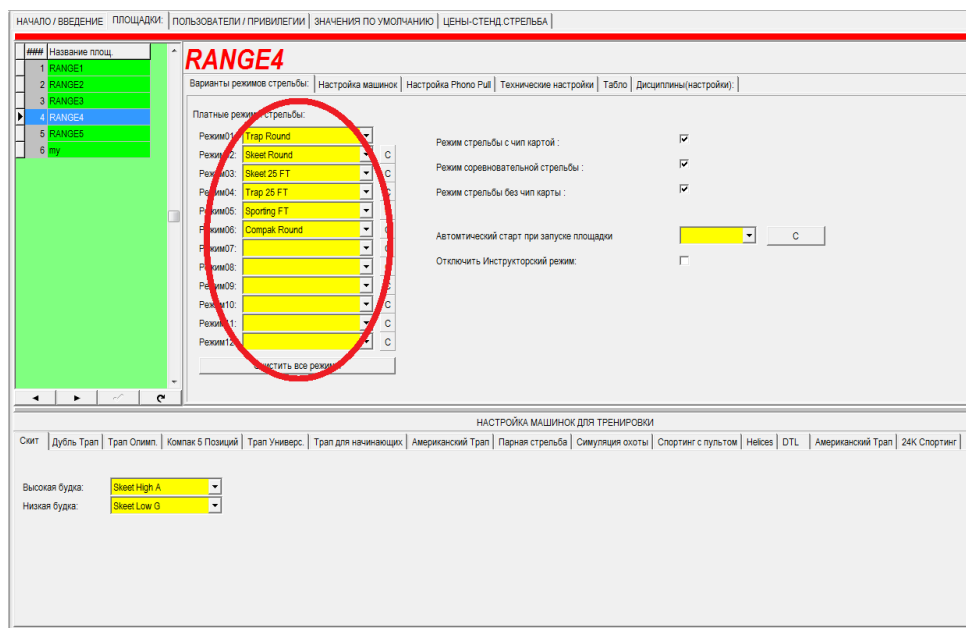 НАЧАЛО / ВВЕДЕНИЕ ПЛОЩАДКИ: ПОЛЬЗОВАТЕЛИ / ПРИВИЛЕГИИ ЗНАЧЕНИЯ ПО УМОЛЧАНИЮ ЦЕНЫ-СТЕНД.СТРЕЛЬБА
### Название площ.
1 RANGE1
2 RANGE2
3 RANGE3
4 RANGE4
5 RANGE5
6 my
RANGE4
Варианты режимов стрельбы: Настройка машинок Настройка Phono Pull Технические настройки Табло Дисциплины(настройки):
Платные режимы стрельбы:
Режим01: Trap Round
Режим02: Skeet Round C
Режим03: Skeet 25 FT C
Режим04: Trap 25 FT C
Режим05: Sporting FT C
Режим06: Compak Round C
Режим07: C
Режим08: C
Режим09: C
Режим10: C
Режим11: C
Режим12: C
Очистить все режимы
Режим стрельбы с чип картой :
Режим соревновательной стрельбы :
Режим стрельбы без чип карты :
Автомтический старт при запуске площадки C
Отключить Инструкторский режим:
НАСТРОЙКА МАШИНОК ДЛЯ ТРЕНИРОВКИ
Скит Дубль Трап Трап Олимп. Компак 5 Позиций Трап Универс. Трап для начинающих Американский Трап Парная стрельба Симуляция охоты Спортинг с пультом Helices DTL Американский Трап 24К Спортинг
Высокая будка: Skeet High A
Низкая будка: Skeet Low G